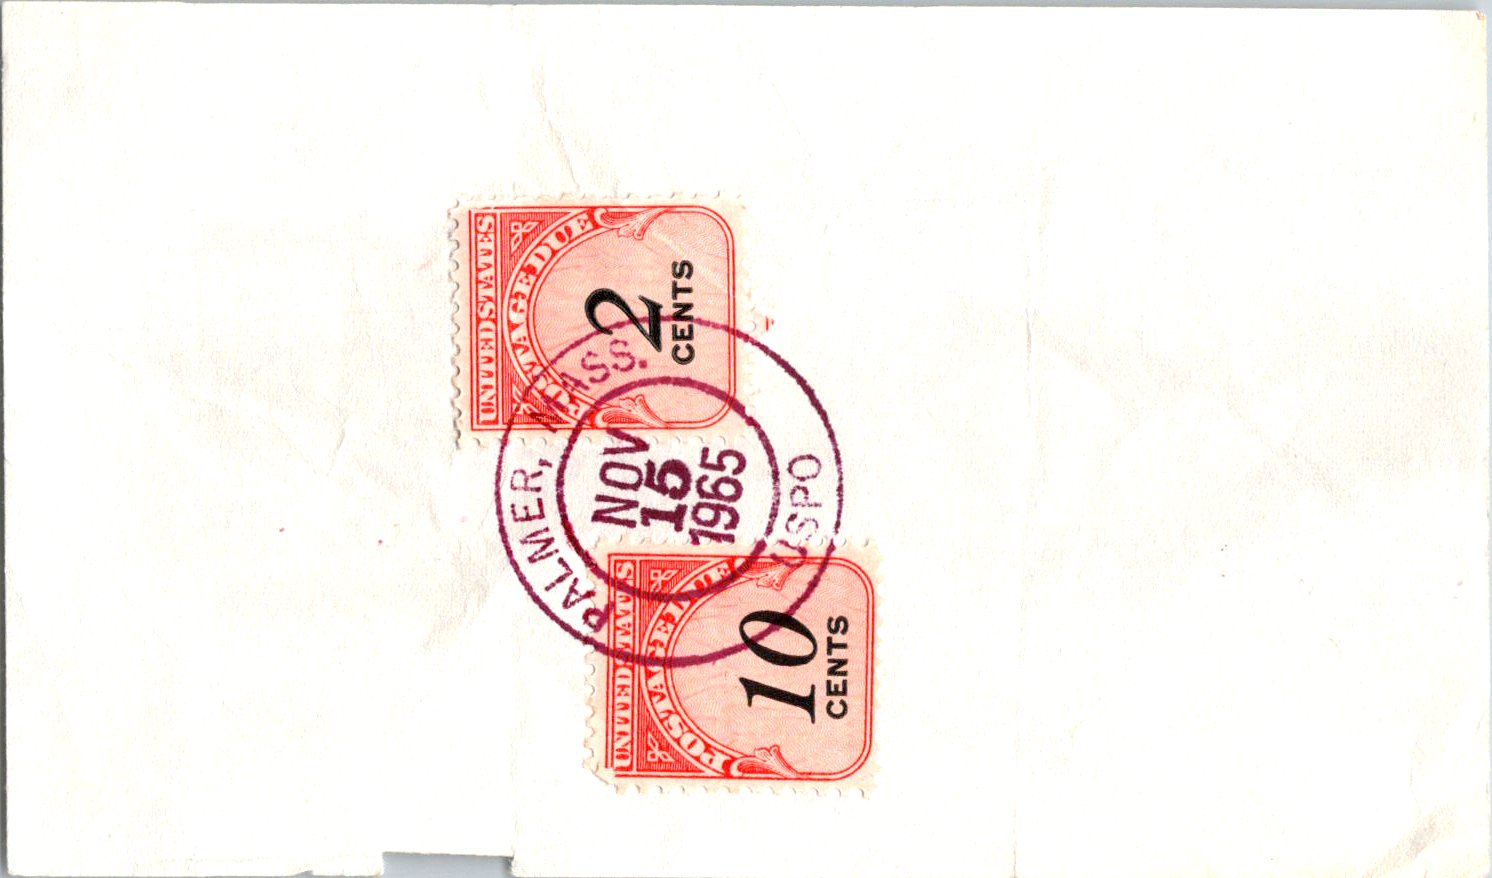 UNITED STATES
POSTAGE DUE
2
CENTS
PALMER, MASS.
NOV
15
1965
USPO
UNITED STATES
POSTAGE DUE
10
CENTS